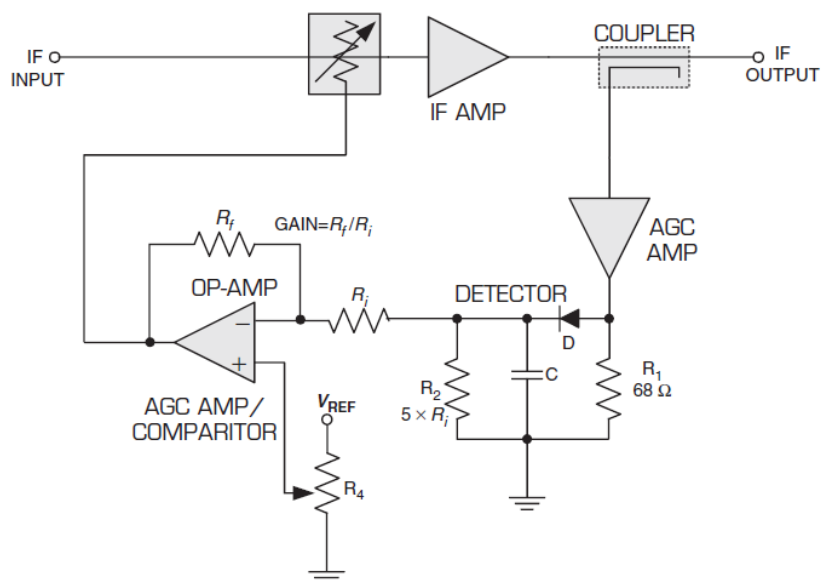 COUPLER
IF
INPUT
IF
OUTPUT
IF AMP
Rf
GAIN=Rf/Ri
AGC
AMP
OP-AMP
Ri
DETECTOR
−
+
D
R2
5 × Ri
C
R1
68 Ω
AGC AMP/
COMPARITOR
VREF
R4